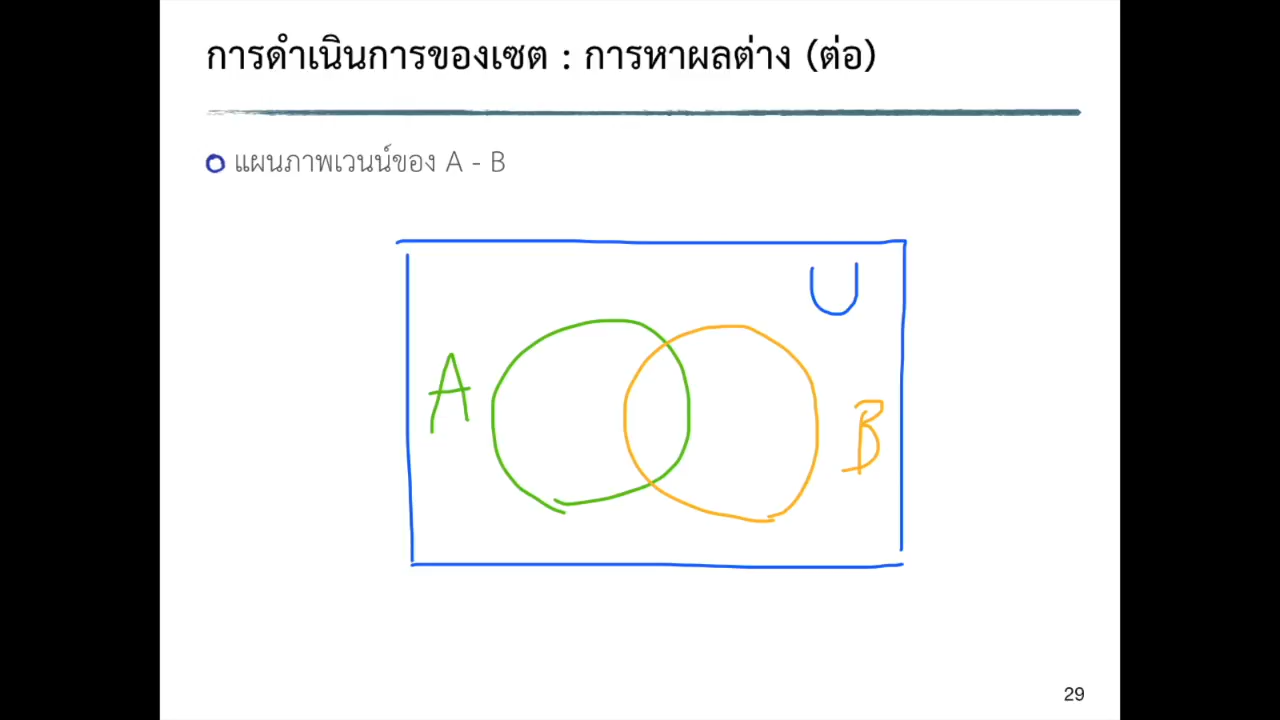 การดำเนินการของเซต : การหาผลต่าง (ต่อ)
แผนภาพเวนน์ของ A - B
U
A
B
29